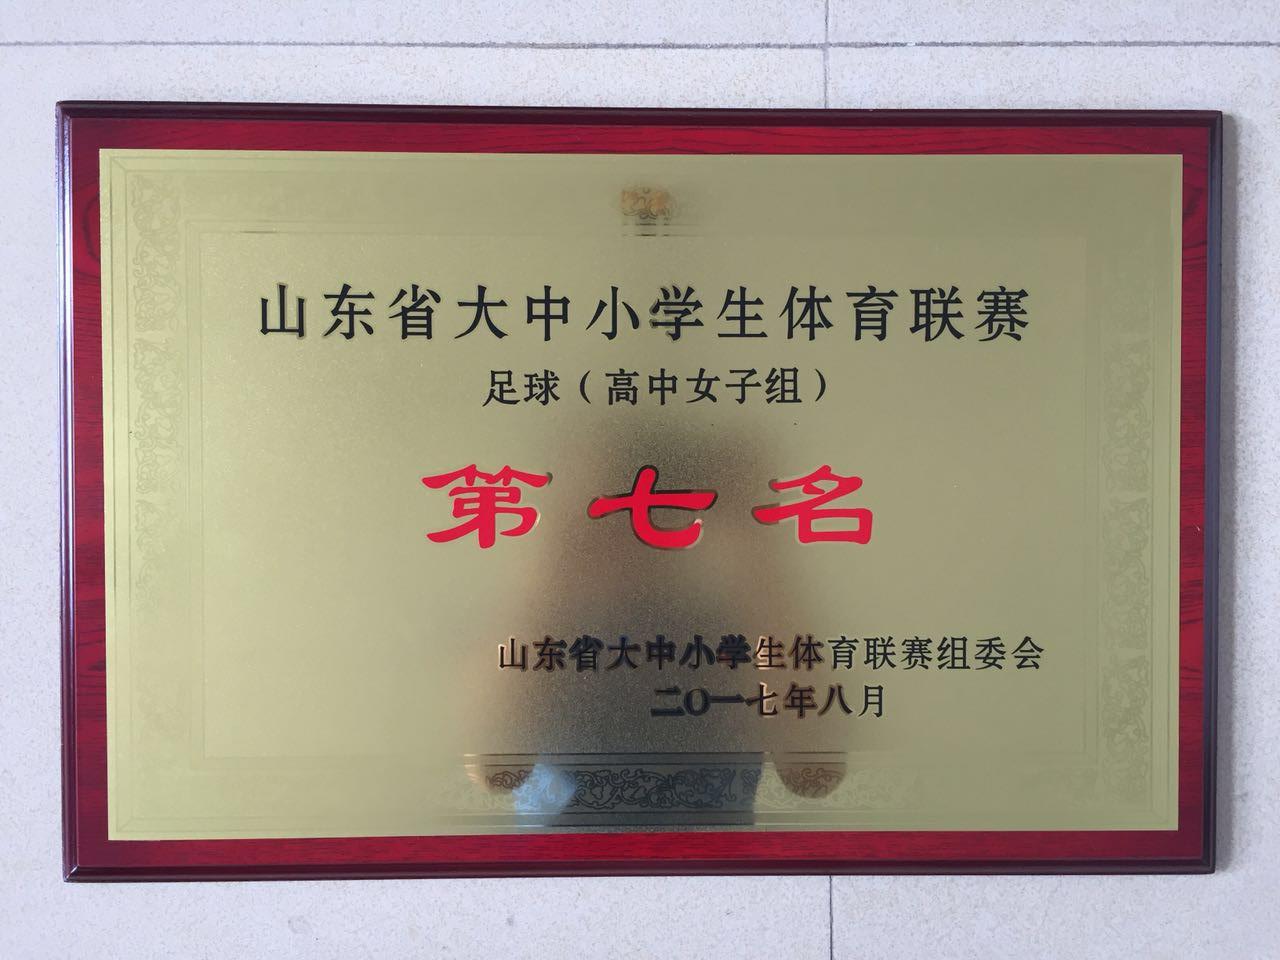 山东省大中小学生体育联赛
足球（高中女子组）
第七名
山东省大中小学生体育联赛组委会
二〇一七年八月